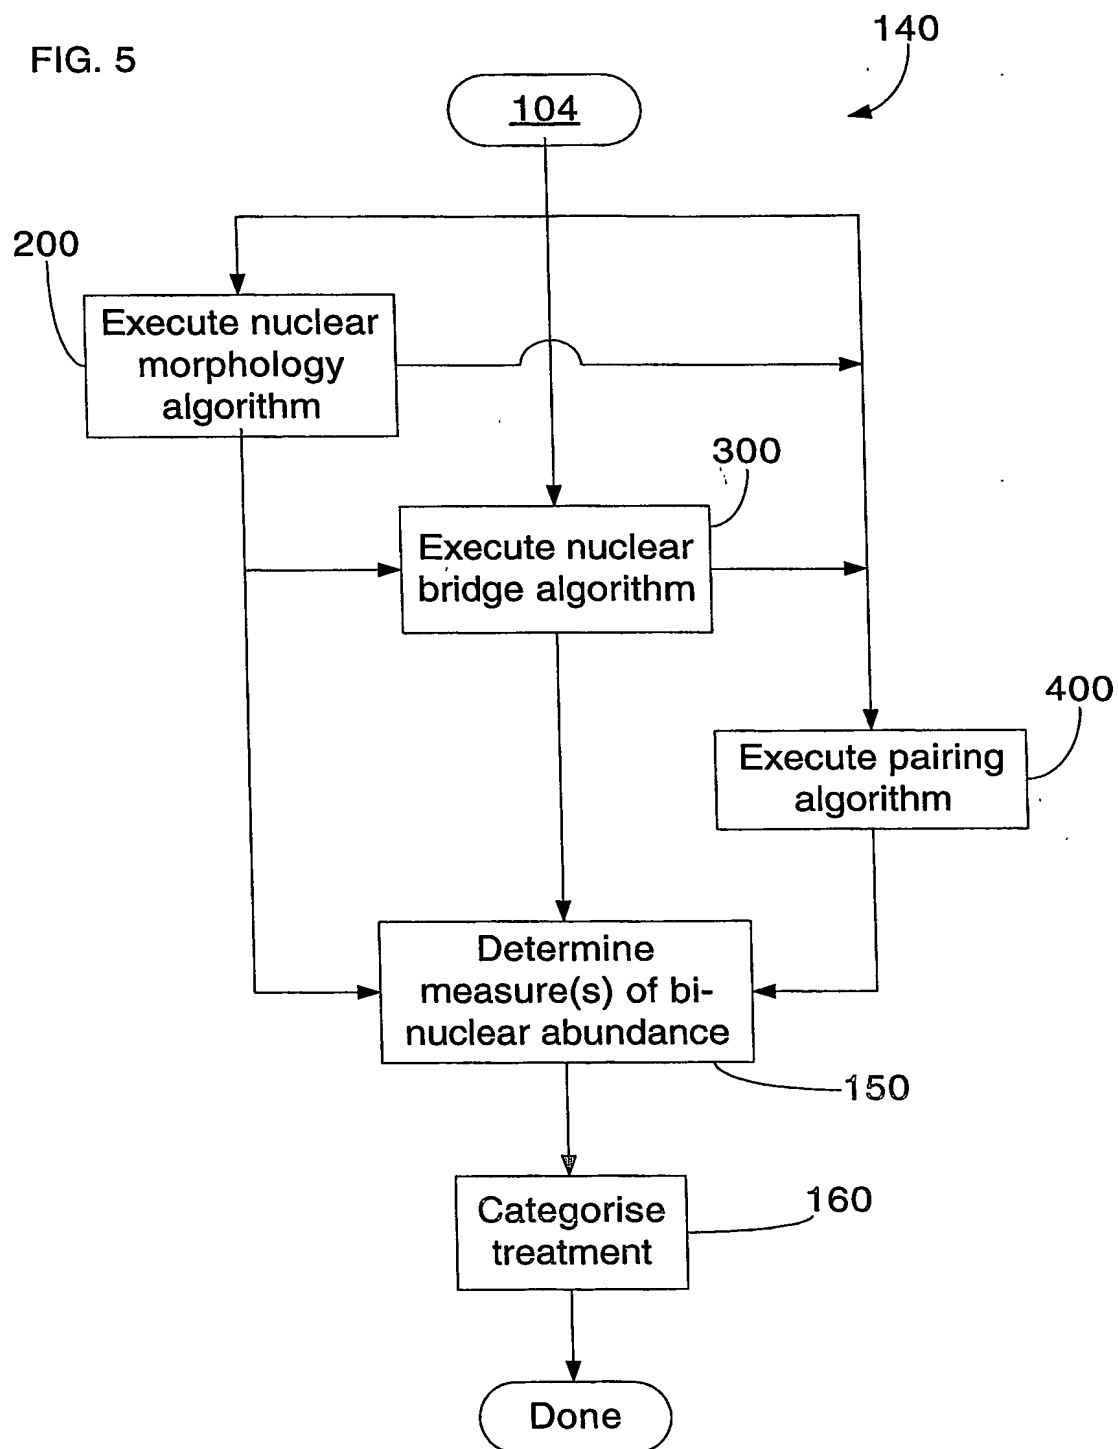 FIG. 5
140
104
200
Execute nuclear
morphology
algorithm
300
Execute nuclear
bridge algorithm
400
Execute pairing
algorithm
Determine
measure(s) of bi-
nuclear abundance
150
Categorise
treatment
160
Done